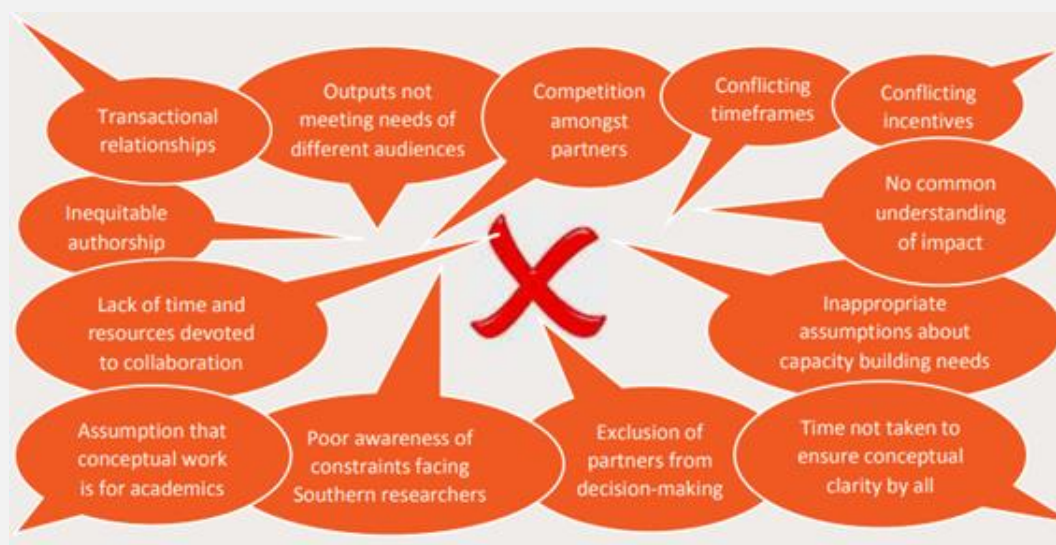 Transactional
relationships
Outputs not
meeting needs of
different audiences
Competition
amongst
partners
Conflicting
timeframes
Conflicting
incentives
Inequitable
authorship
No common
understanding
of impact
Lack of time and
resources devoted
to collaboration
Inappropriate
assumptions about
capacity building needs
Assumption that
conceptual work
is for academics
Poor awareness of
constraints facing
Southern researchers
Exclusion of
partners from
decision-making
Time not taken to
ensure conceptual
clarity by all